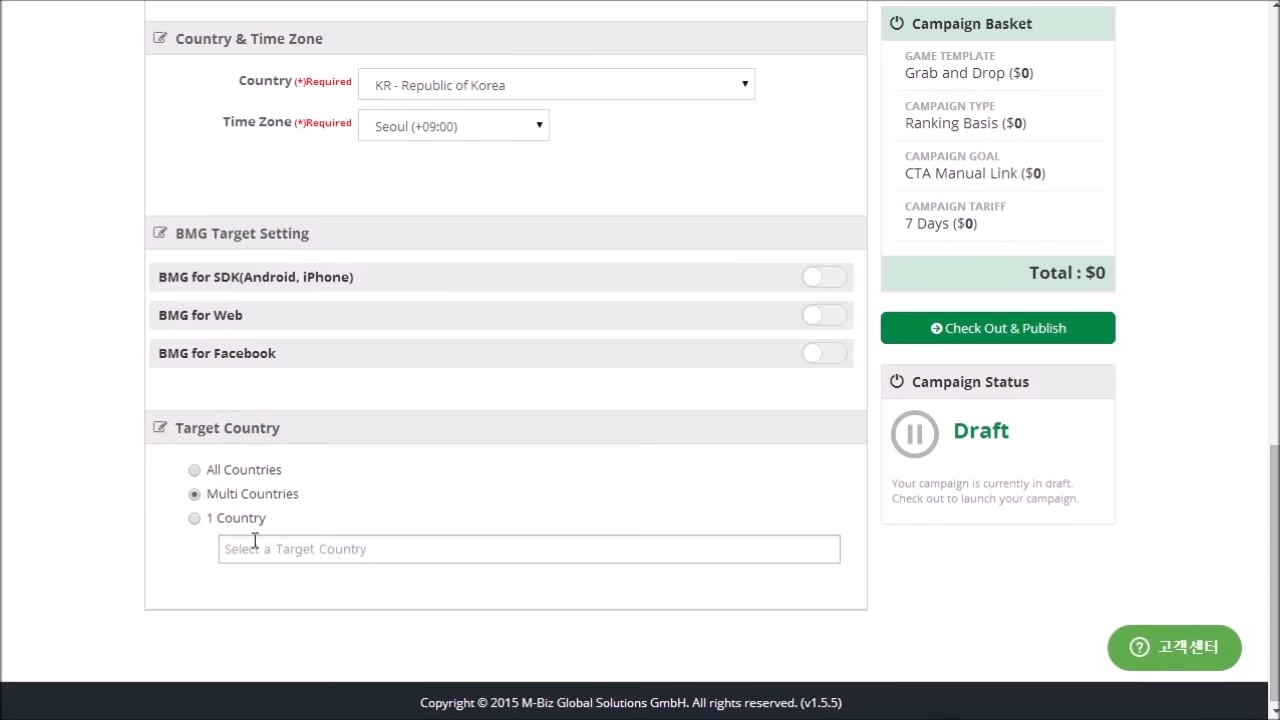 Country & Time Zone
Country (*)Required
KR - Republic of Korea
Time Zone (*)Required
Seoul (+09:00)
BMG Target Setting
BMG for SDK(Android, iPhone)
BMG for Web
BMG for Facebook
Target Country
All Countries
Multi Countries
1 Country
Select a Target Country
Campaign Basket
GAME TEMPLATE
Grab and Drop ($0)
CAMPAIGN TYPE
Ranking Basis ($0)
CAMPAIGN GOAL
CTA Manual Link ($0)
CAMPAIGN TARIFF
7 Days ($0)
Total : $0
Check Out & Publish
Campaign Status
Draft
Your campaign is currently in draft.
Check out to launch your campaign.
고객센터
Copyright © 2015 M-Biz Global Solutions GmbH. All rights reserved. (v1.5.5)